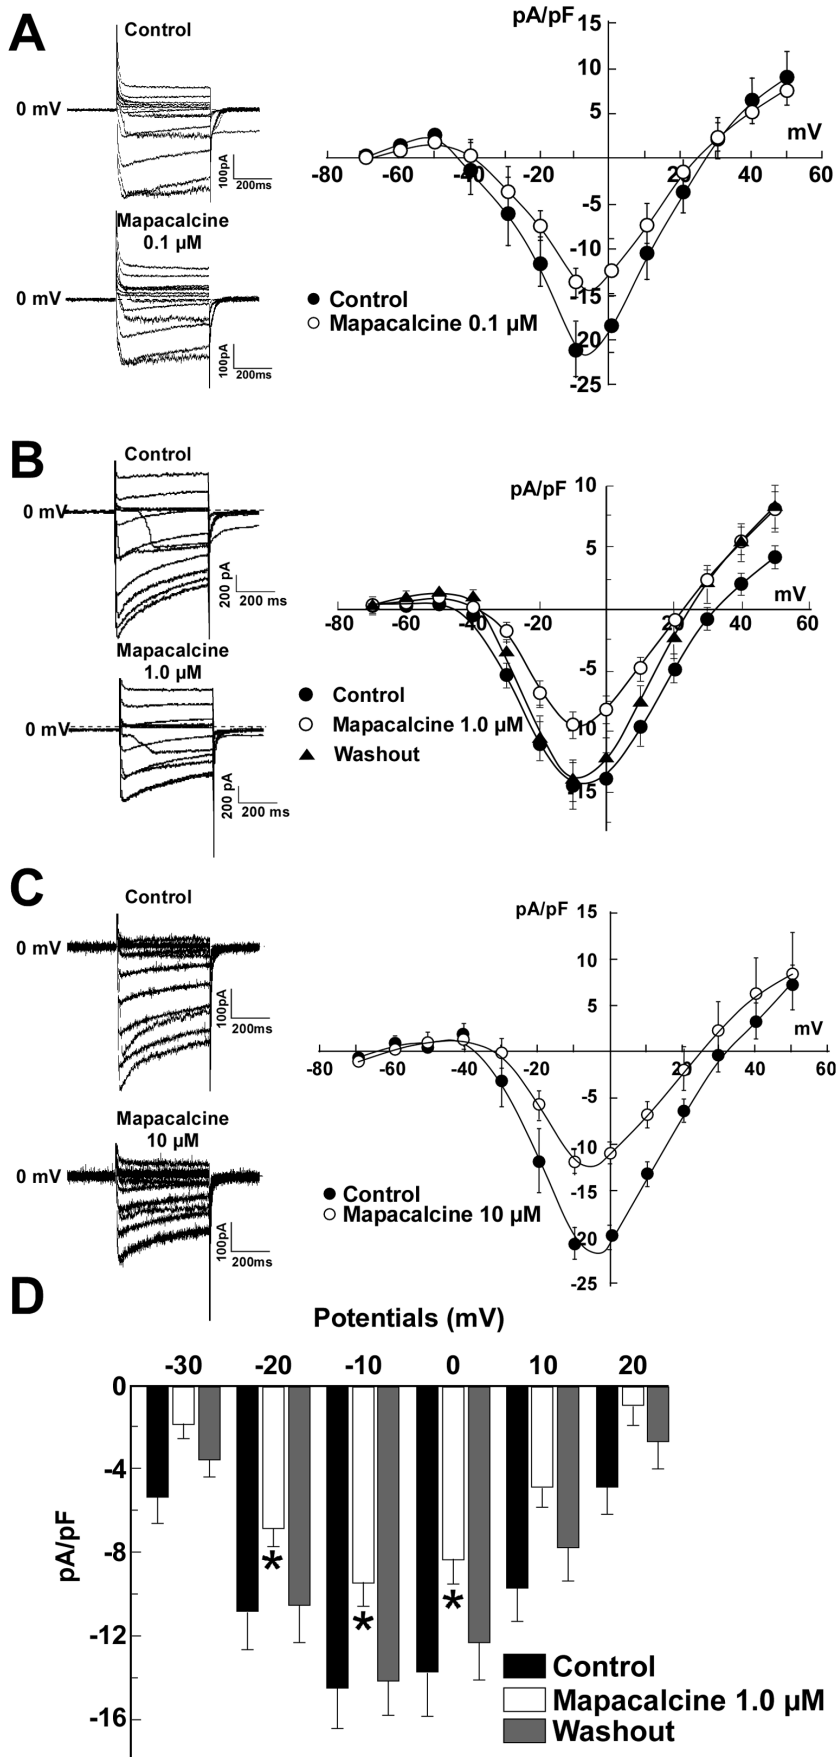 A
Control
0 mV
100pA
200ms
Mapacalcine
0.1 µM
0 mV
100pA
200ms
pA/pF
15
10
5
mV
-80 -60 -40 -20 20 40 60
-5
-10
-15
-20
-25
Control
Mapacalcine 0.1 µM
B
Control
0 mV
200 pA
200 ms
Mapacalcine
1.0 µM
0 mV
200 pA
200 ms
pA/pF
10
5
mV
-80 -60 -40 -20 20 40 60
-5
-10
-15
Control
Mapacalcine 1.0 µM
Washout
C
Control
0 mV
100pA
200ms
Mapacalcine
10 µM
0 mV
100pA
200ms
pA/pF
15
10
5
mV
-80 -60 -40 -20 20 40 60
-5
-10
-15
-20
-25
Control
Mapacalcine 10 µM
D
Potentials (mV)
-30 -20 -10 0 10 20
0
-4
-8
-12
-16
pA/pF
* * *
Control
Mapacalcine 1.0 µM
Washout